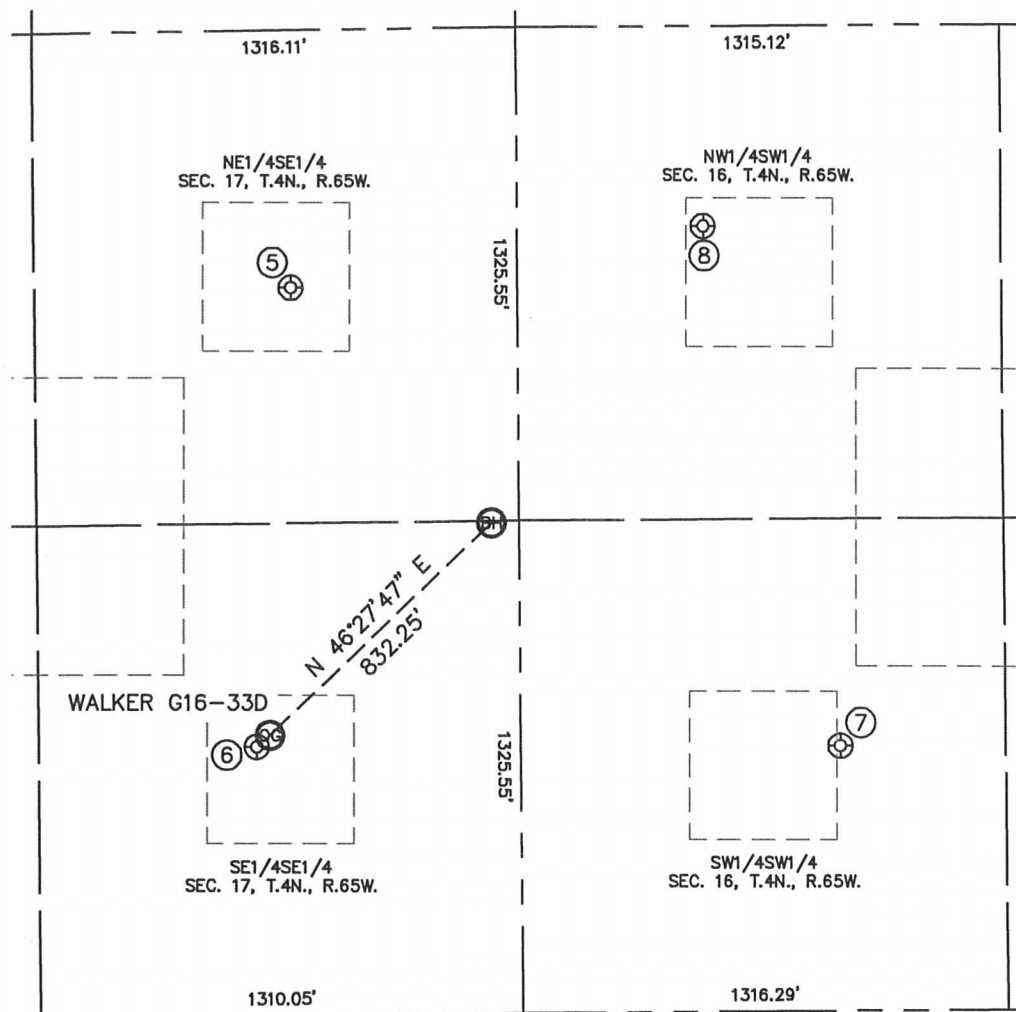 1316.11'
1315.12'
NE1/4SE1/4
SEC. 17, T.4N., R.65W.
NW1/4SW1/4
SEC. 16, T.4N., R.65W.
5
8
1325.55'
BH
N 46°27'47" E
832.25'
WALKER G16-33D
OG
6
7
1325.55'
SE1/4SE1/4
SEC. 17, T.4N., R.65W.
SW1/4SW1/4
SEC. 16, T.4N., R.65W.
1310.05'
1316.29'